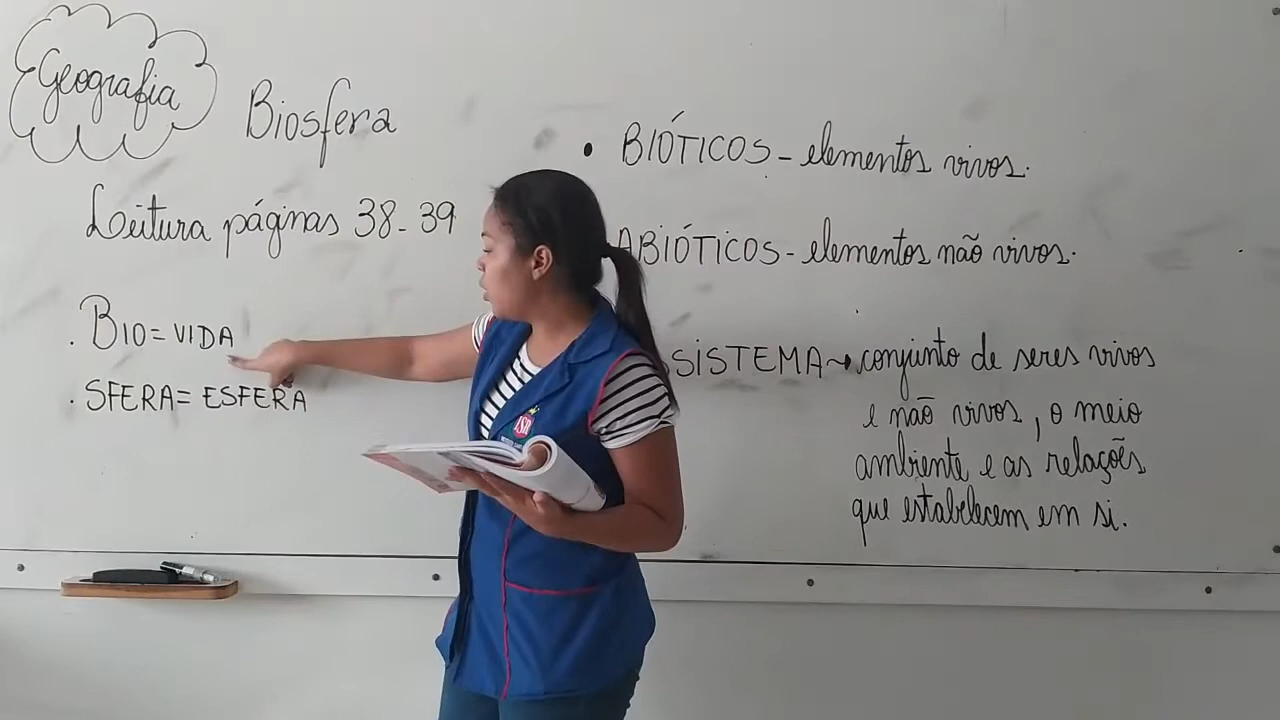 Geografia
Biosfera
Leitura páginas 38-39
. BIO = VIDA
. SFERA = ESFERA
• BIÓTICOS - elementos vivos.
ABIÓTICOS - elementos não vivos.
SSISTEMA → conjunto de seres vivos
e não vivos, o meio
ambiente e as relações
que estabelecem em si.